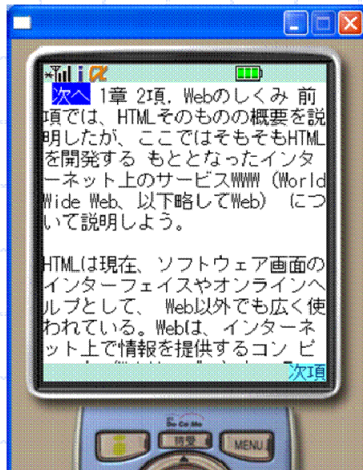 次へ 1章 2項. Webのしくみ 前
項では、HTMLそのものの概要を説
明したが、ここではそもそもHTML
を開発する もととなったインタ
ーネット上のサービスWWW (World
Wide Web、以下略してWeb) につ
いて説明しよう。
HTMLは現在、ソフトウェア画面の
インターフェイスやオンラインヘ
ルプとして、 Web以外でも広く使
われている。Webは、インターネ
ット上で情報を提供するコン ピ
次項
DoCoMo
待受
MENU